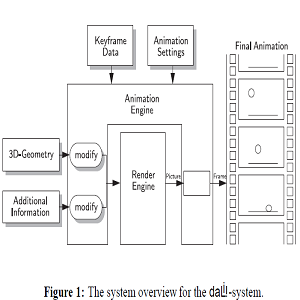 Keyframe
Data
Animation
Settings
Final Animation
Animation
Engine
3D-Geometry
modify
Render
Engine
Picture
Frame
Additional
Information
modify
Figure 1: The system overview for the dalí-system.